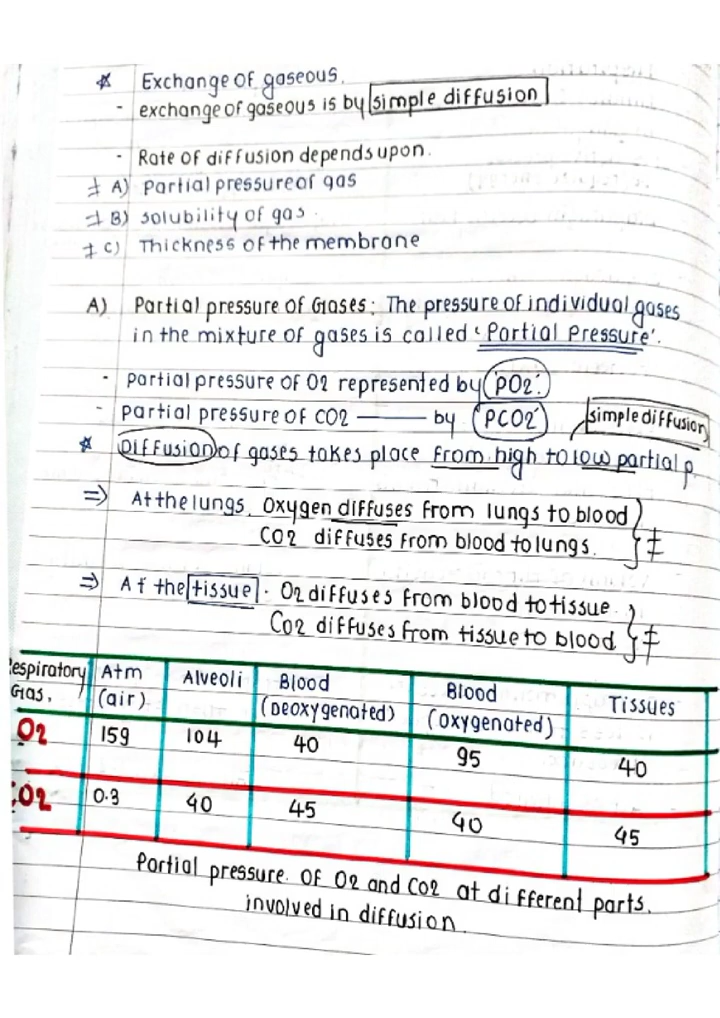 * Exchange of gaseous.
- exchange of gaseous is by simple diffusion
- Rate of diffusion depends upon.
A) Partial pressure of gas
B) solubility of gas.
C) Thickness of the membrane
A) Partial pressure of Gases: The pressure of individual gases
in the mixture of gases is called 'Partial Pressure'.
- partial pressure of O2 represented by 'PO2'.
- partial pressure of CO2 —— by 'PCO2' simple diffusion
* Diffusion of gases takes place from high to low partial p.
⇒ At the lungs, Oxygen diffuses from lungs to blood
CO2 diffuses from blood to lungs.
⇒ At the tissue. O2 diffuses from blood to tissue.
CO2 diffuses from tissue to blood
espiratory Gas. Atm (air) Alveoli Blood (Deoxygenated) Blood (Oxygenated) Tissues
O2 159 104 40 95 40
CO2 0.3 40 45 40 45
Partial pressure. of O2 and CO2 at different parts.
involved in diffusion.